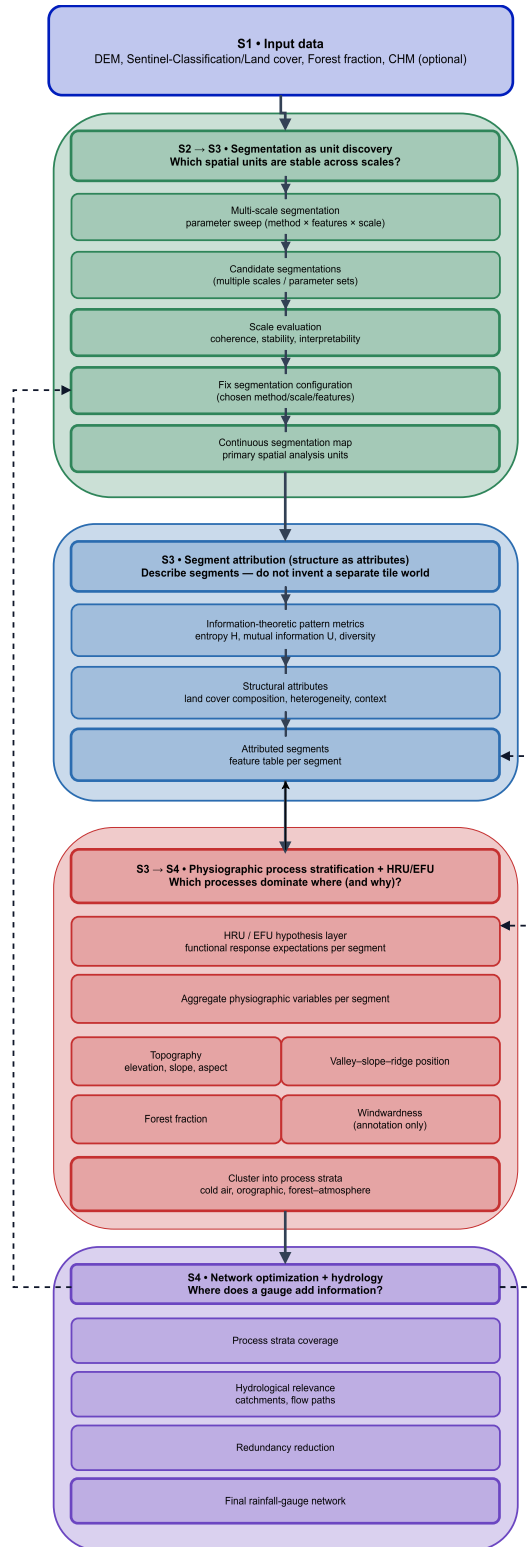 S1 • Input data
DEM, Sentinel-Classification/Land cover, Forest fraction, CHM (optional)
S2 → S3 • Segmentation as unit discovery
Which spatial units are stable across scales?
Multi-scale segmentation
parameter sweep (method × features × scale)
Candidate segmentations
(multiple scales / parameter sets)
Scale evaluation
coherence, stability, interpretability
Fix segmentation configuration
(chosen method/scale/features)
Continuous segmentation map
primary spatial analysis units
S3 • Segment attribution (structure as attributes)
Describe segments — do not invent a separate tile world
Information-theoretic pattern metrics
entropy H, mutual information U, diversity
Structural attributes
land cover composition, heterogeneity, context
Attributed segments
feature table per segment
S3 → S4 • Physiographic process stratification + HRU/EFU
Which processes dominate where (and why)?
HRU / EFU hypothesis layer
functional response expectations per segment
Aggregate physiographic variables per segment
Topography
elevation, slope, aspect
Valley–slope–ridge position
Forest fraction
Windwardness
(annotation only)
Cluster into process strata
cold air, orographic, forest–atmosphere
S4 • Network optimization + hydrology
Where does a gauge add information?
Process strata coverage
Hydrological relevance
catchments, flow paths
Redundancy reduction
Final rainfall-gauge network